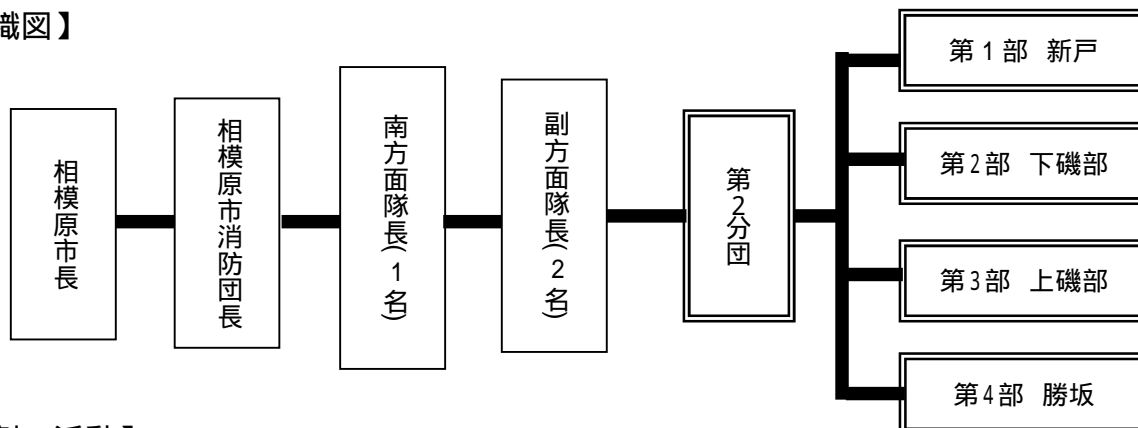 織図】
相模原市長
相模原市消防団長
南方面隊長(1名)
副方面隊長(2名)
第2分団
第1部 新戸
第2部 下磯部
第3部 上磯部
第4部 勝坂